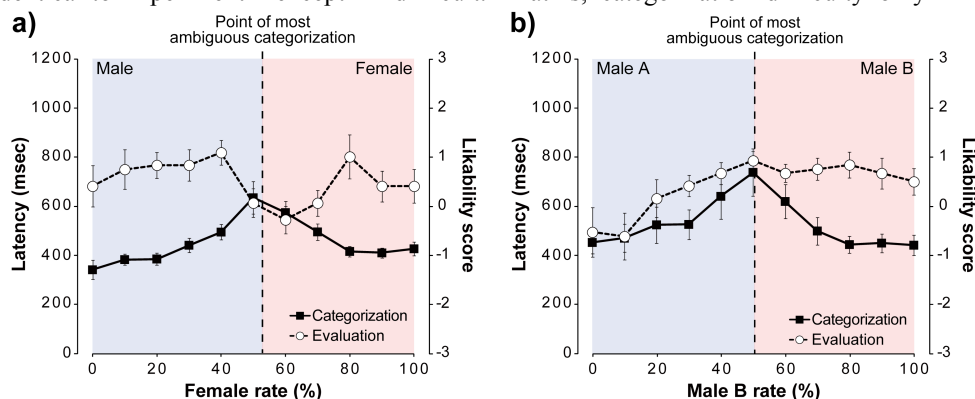 a)
Point of most
ambiguous categorization
Male
Female
1200
1000
800
600
400
200
0
3
2
1
0
-1
-2
-3
Latency (msec)
Likability score
Categorization
Evaluation
0 20 40 60 80 100
Female rate (%)
b)
Point of most
ambiguous categorization
Male A
Male B
1200
1000
800
600
400
200
0
3
2
1
0
-1
-2
-3
Latency (msec)
Likability score
Categorization
Evaluation
0 20 40 60 80 100
Male B rate (%)